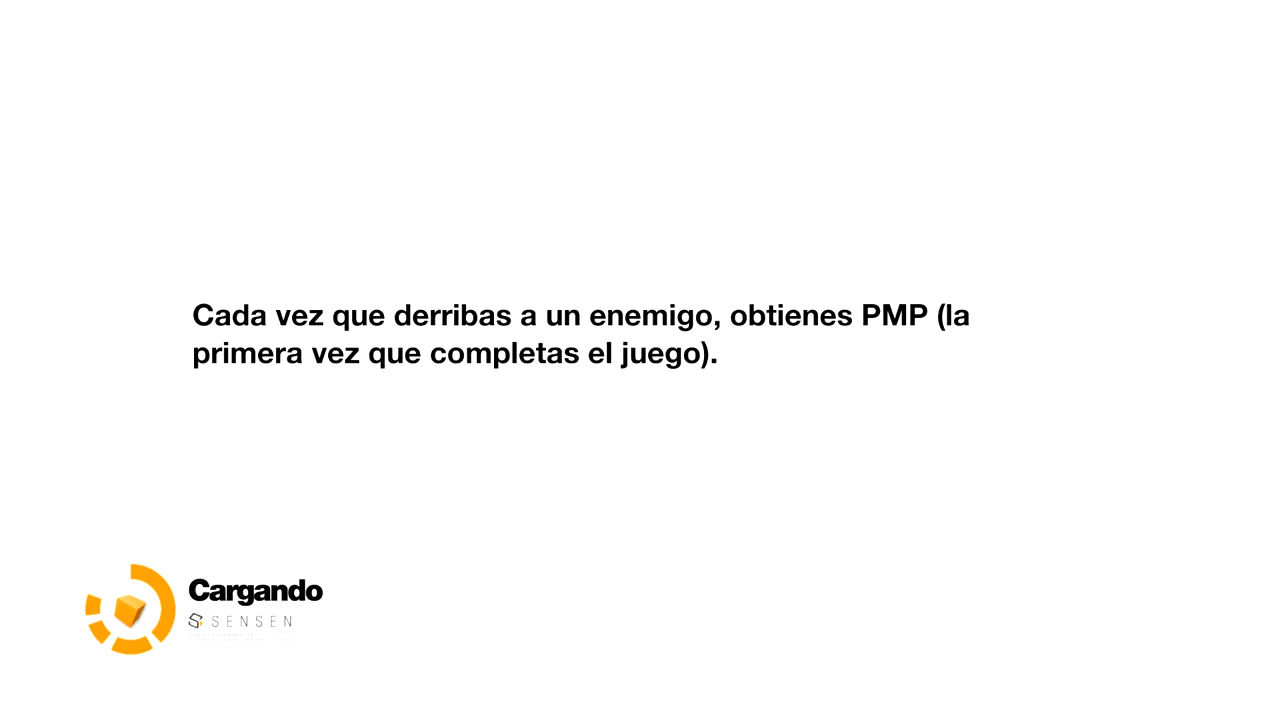 Cada vez que derribas a un enemigo, obtienes PMP (la
primera vez que completas el juego).
Cargando
SENSEN